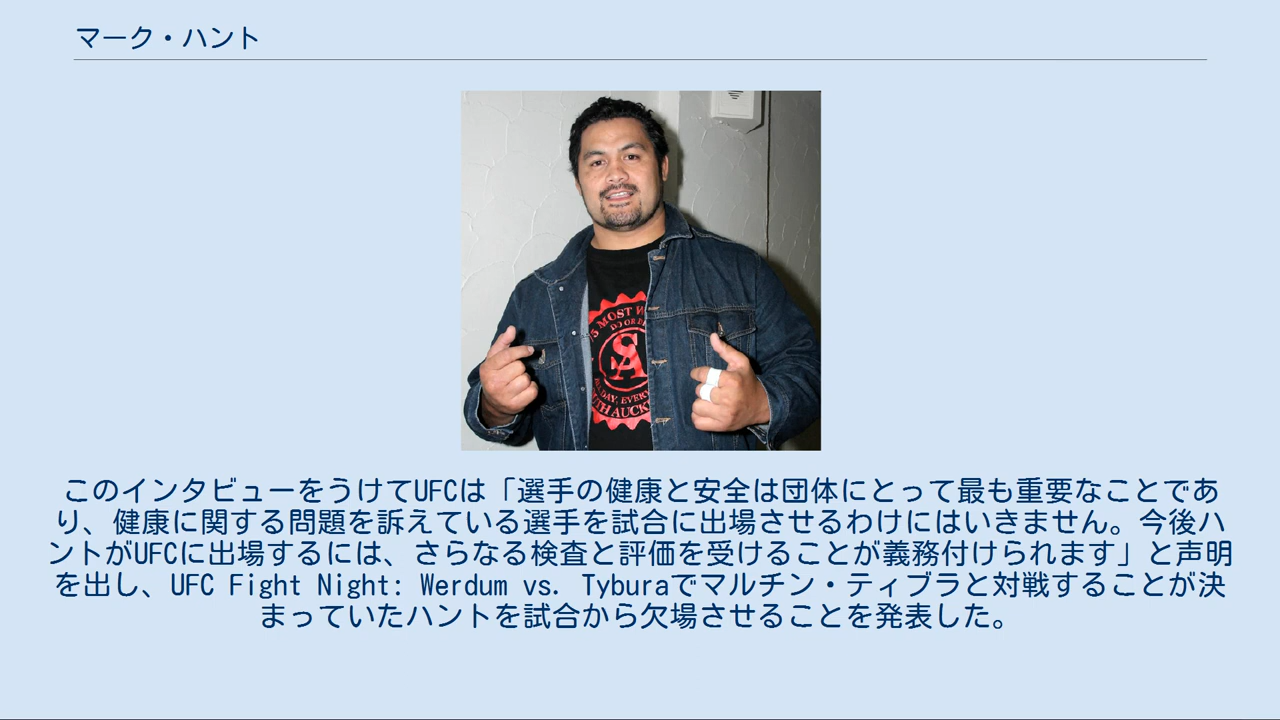 マーク・ハント
MOST
DO OR
SA
DAY, EVERY
TH AUCK
このインタビューをうけてUFCは「選手の健康と安全は団体にとって最も重要なことであ
り、健康に関する問題を訴えている選手を試合に出場させるわけにはいきません。今後ハ
ントがUFCに出場するには、さらなる検査と評価を受けることが義務付けられます」と声明
を出し、UFC Fight Night: Werdum vs. Tyburaでマルチン・ティブラと対戦することが決
まっていたハントを試合から欠場させることを発表した。